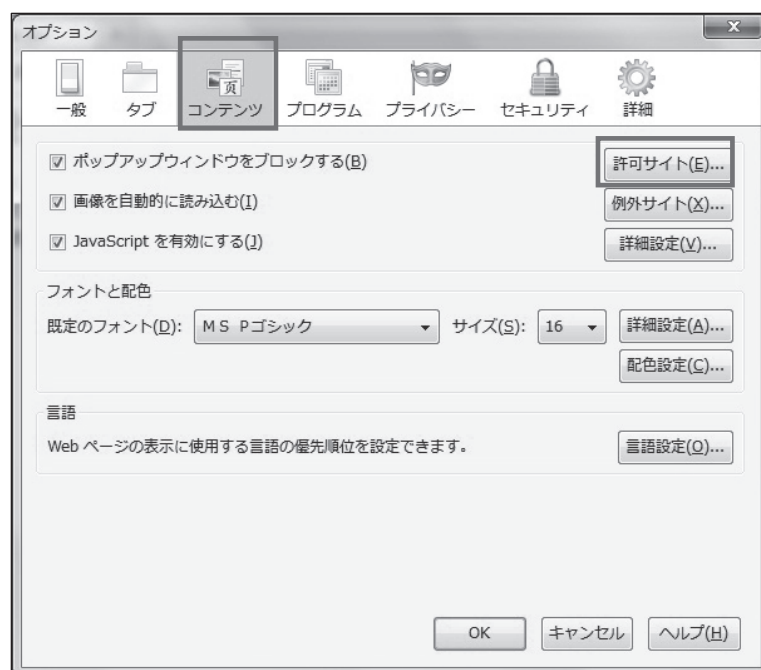 オプション
一般 タブ コンテンツ プログラム プライバシー セキュリティ 詳細
ポップアップウィンドウをブロックする(B) 許可サイト(E)...
画像を自動的に読み込む(I) 例外サイト(X)...
JavaScript を有効にする(J) 詳細設定(V)...
フォントと配色
既定のフォント(D): ＭＳ Ｐゴシック サイズ(S): 16 詳細設定(A)...
配色設定(C)...
言語
Web ページの表示に使用する言語の優先順位を設定できます。 言語設定(O)...
OK キャンセル ヘルプ(H)